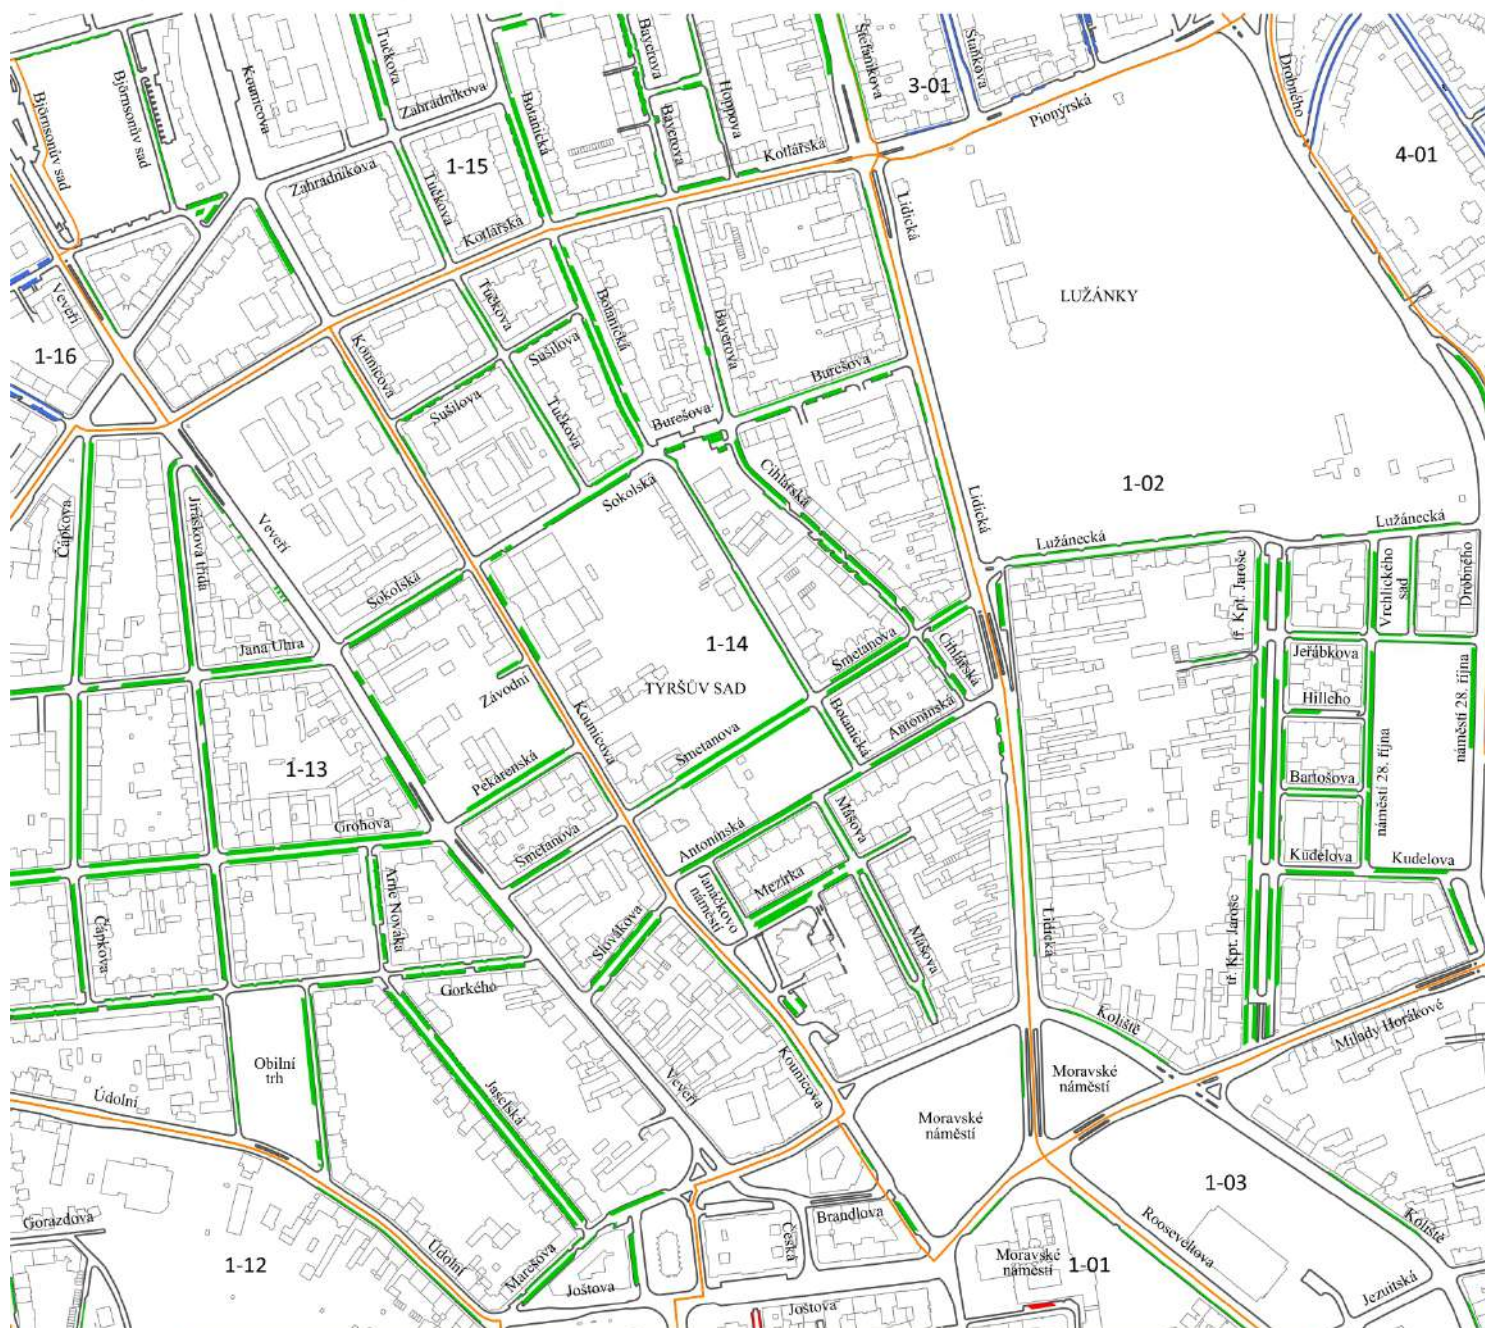 Tučkova
Bayerova
Štefánikova
Staňkova
Drobného
Björnsonův sad
Björnsonův sad
Kounicova
Zahradníkova
Botanická
Hoppova
3-01
Pionýrská
4-01
Bayerova
Kotlářská
1-15
Zahradníkova
Tučkova
Kotlářská
Lidická
Veveří
LUŽÁNKY
Tučkova
Botanická
Bayerova
1-16
Kounicova
Sušilova
Burešova
Sušilova
Tučkova
Burešova
Cihlářská
1-02
Sokolská
Lidická
Čápkova
Jiráskova třída
Veveří
Lužánecká
Lužánecká
Sokolská
tř. Kpt. Jaroše
Vrchlického
sad
Drobného
1-14
Smetanova
Cihlářská
Jana Uhra
Jeřábkova
Závodní
TYRŠŮV SAD
Hilleho
náměstí 28. října
Kounicova
Botanická
Antonínská
Smetanova
1-13
Pekárenská
Bartošova
náměstí 28. října
Grohova
Smetanova
Antonínská
Mášova
Kudelova
Kudelova
Arne Nováka
Mezírka
Janáčkovo
náměstí
Čápkova
Slovákova
Mášova
Lidická
tř. Kpt. Jaroše
Gorkého
Koliště
Milady Horákové
Obilní
trh
Údolní
Jaselská
Veveří
Kounicova
Moravské
náměstí
Moravské
náměstí
1-03
Gorazdova
Údolní
Marešova
Česká
Brandlova
Rooseveltova
Koliště
1-12
Joštova
Moravské
náměstí
1-01
Joštova
Jezuitská